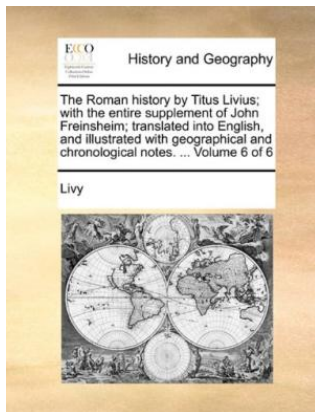 ECCO
History and Geography
The Roman history by Titus Livius;
with the entire supplement of John
Freinsheim; translated into English,
and illustrated with geographical and
chronological notes. ... Volume 6 of 6
Livy